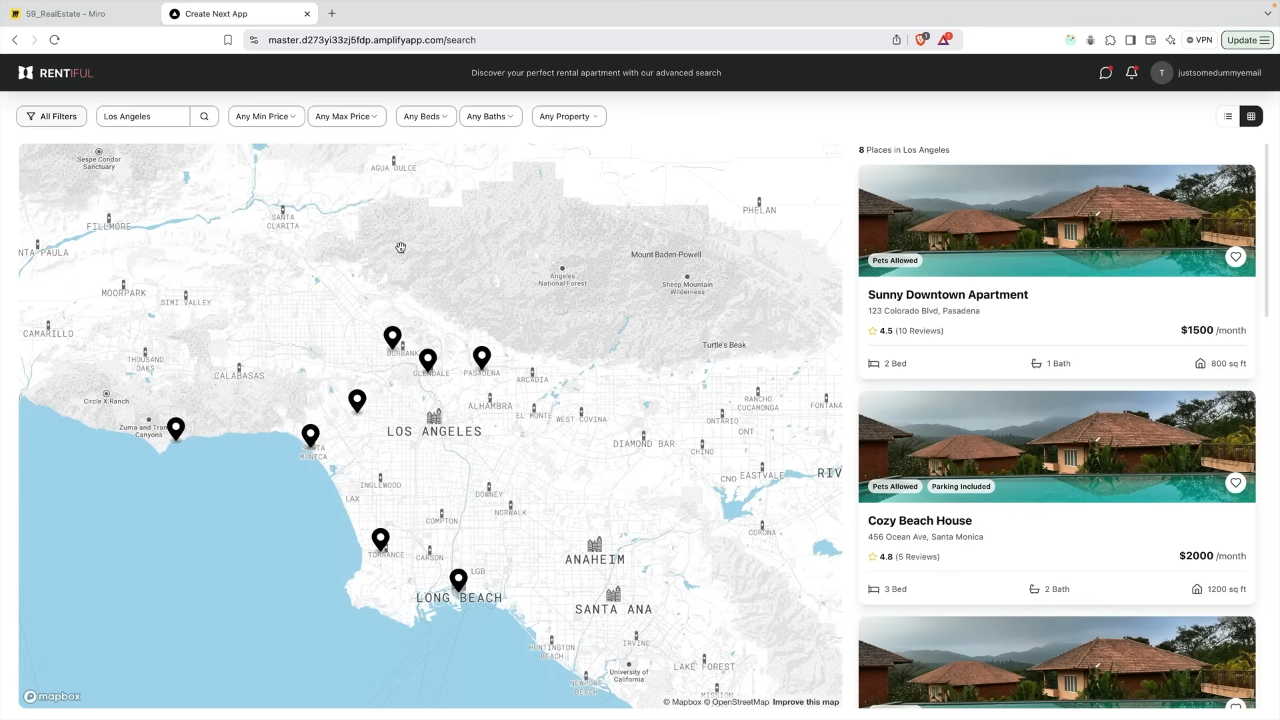 59_RealEstate - Miro
Create Next App
master.d273yi33zj5fdp.amplifyapp.com/search
VPN
Update
RENTIFUL
Discover your perfect rental apartment with our advanced search
T
justsomedummyemail
All Filters
Los Angeles
Any Min Price
Any Max Price
Any Beds
Any Baths
Any Property
Sespe Condor
Sanctuary
AGUA DULCE
SANTA
CLARITA
FILLMORE
PHELAN
NTA PAULA
Mount Baden-Powell
Angeles
National Forest
Sheep Mountain
Wilderness
MOORPARK
SIMI VALLEY
CAMARILLO
Turtle's Beak
BURBANK
THOUSAND
OAKS
GLENDALE
PASADENA
CALABASAS
ARCADIA
Circle X Ranch
ALHAMBRA
EL MONTE
WEST COVINA
RANCHO
CUCAMONGA
FONTANA
ONTARIO
ONT
Zuma and Tran
Canyons
LOS ANGELES
DIAMOND BAR
CHINO
SANTA
MONICA
CNO
EASTVALE
RIV
INGLEWOOD
LAX
DOWNEY
NORWALK
COMPTON
CORONA
TORRANCE
CARSON
ANAHEIM
LGB
LONG BEACH
SANTA ANA
HUNTINGTON
BEACH
IRVINE
University of
California
LAKE FOREST
NEWPORT
BEACH
MISSION
mapbox
© Mapbox © OpenStreetMap Improve this map
8 Places in Los Angeles
Pets Allowed
Sunny Downtown Apartment
123 Colorado Blvd, Pasadena
4.5 (10 Reviews)
$1500 /month
2 Bed
1 Bath
800 sq ft
Pets Allowed
Parking Included
Cozy Beach House
456 Ocean Ave, Santa Monica
4.8 (5 Reviews)
$2000 /month
3 Bed
2 Bath
1200 sq ft